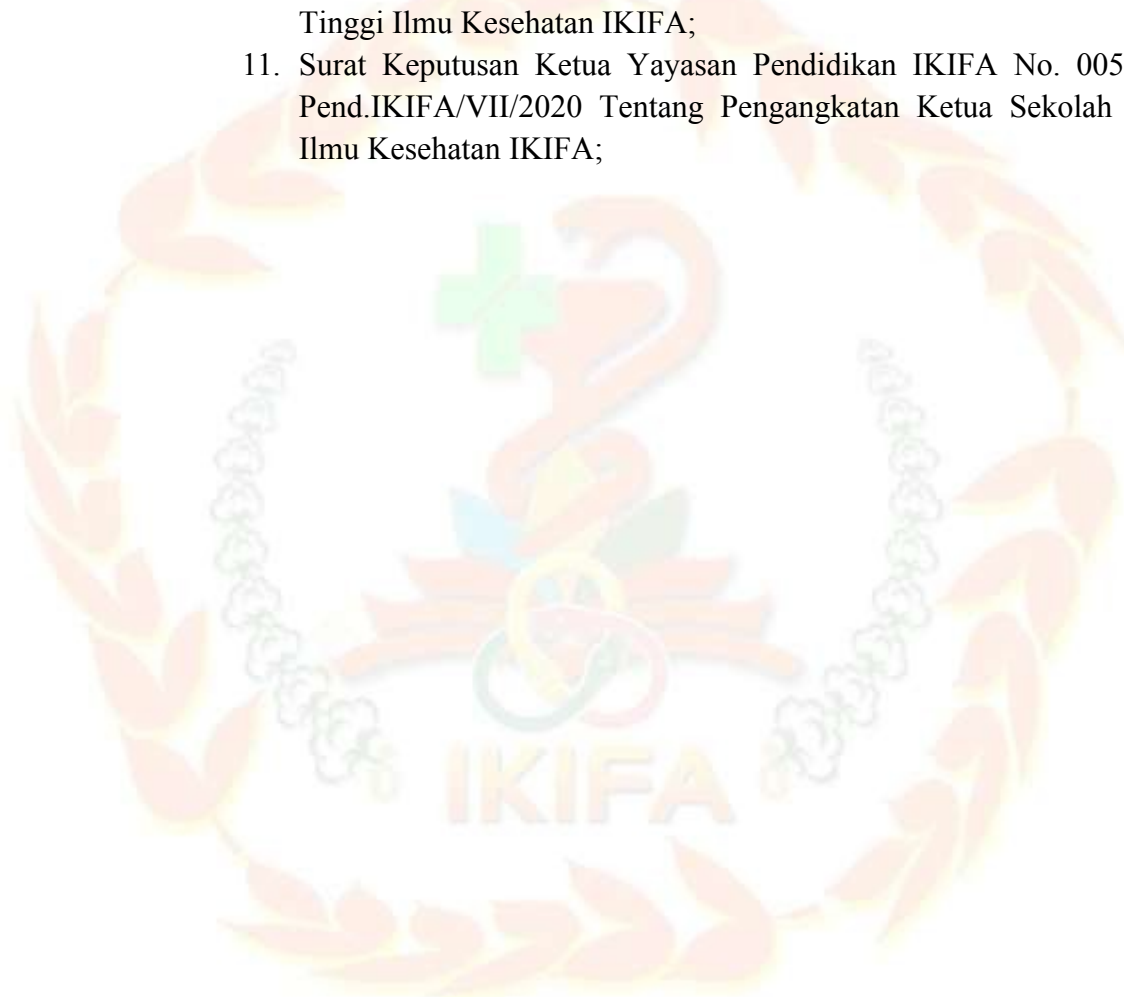 Tinggi Ilmu Kesehatan IKIFA;
11. Surat Keputusan Ketua Yayasan Pendidikan IKIFA No. 005
Pend.IKIFA/VII/2020 Tentang Pengangkatan Ketua Sekolah
Ilmu Kesehatan IKIFA;
IKIFA